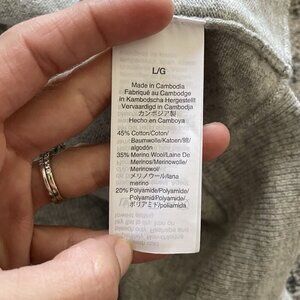 L/G
Made in Cambodia
Fabriqué au Cambodge
in Kambodscha Hergestellt
Vervaardigd in Cambodja
カンボジア製
Hecho en Camboya
45% Cotton/Coton/
Baumwolle/Katoen/綿/
algodón
35% Merino Wool/Laine De
Merinos/Merinowolle/
Merinowol/
メリノウール/lana
merino
20% Polyamide/Polyamide/
Polyamid/Polyamide/
ポリアミド/poliamida